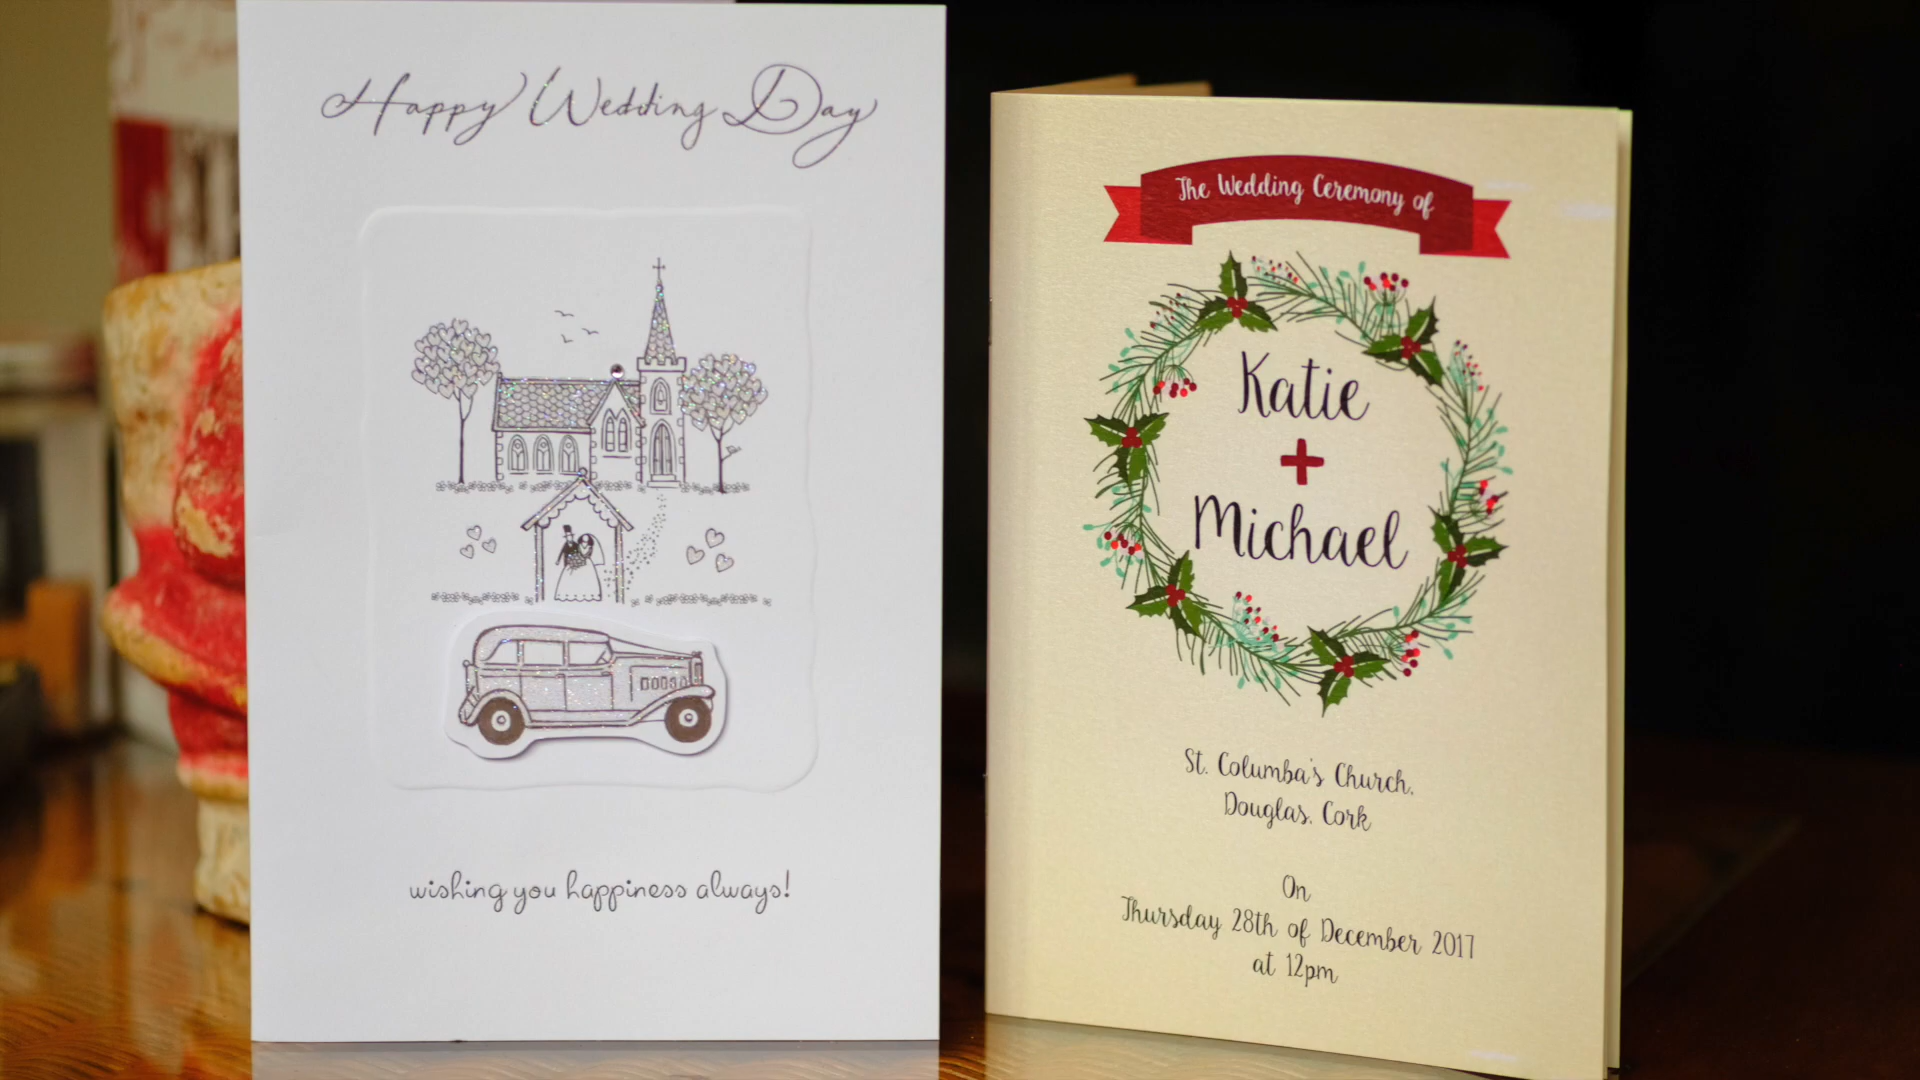 Happy Wedding Day
wishing you happiness always!
The Wedding Ceremony of
Katie
+
Michael
St. Columba's Church,
Douglas, Cork
On
Thursday 28th of December 2017
at 12pm